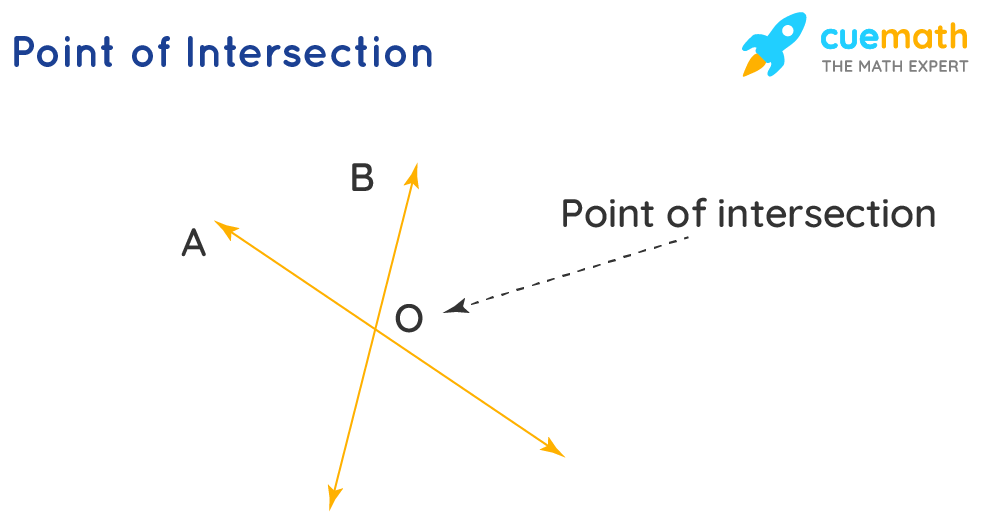 Point of Intersection
cuemath
THE MATH EXPERT
B
A
Point of intersection
O